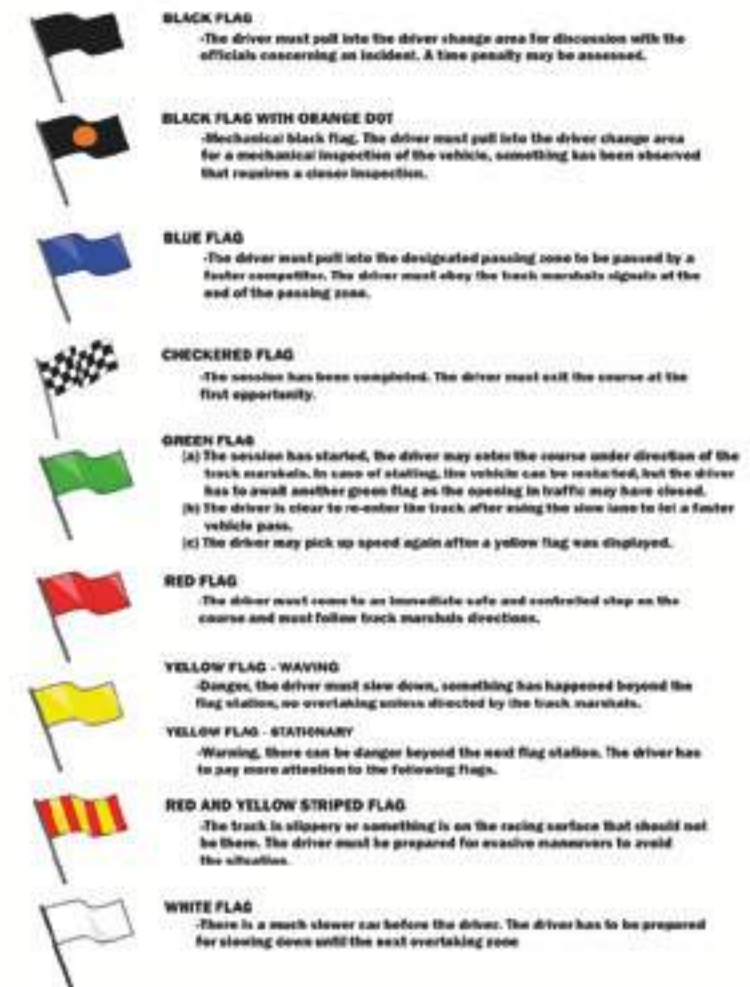 BLACK FLAG
-The driver must pull into the driver change area for discussion with the
officials concerning an incident. A time penalty may be assessed.
BLACK FLAG WITH ORANGE DOT
-Mechanical black flag. The driver must pull into the driver change area
for a mechanical inspection of the vehicle, something has been observed
that requires a closer inspection.
BLUE FLAG
-The driver must pull into the designated passing zone to be passed by a
faster competitor. The driver must obey the track marshals signals at the
end of the passing zone.
CHECKERED FLAG
-The session has been completed. The driver must exit the course at the
first opportunity.
GREEN FLAG
(a) The session has started, the driver may enter the course under direction of the
track marshals. In case of stalling, the vehicle can be restarted, but the driver
has to await another green flag as the opening in traffic may have closed.
(b) The driver is clear to re-enter the track after using the slow lane to let a faster
vehicle pass.
(c) The driver may pick up speed again after a yellow flag was displayed.
RED FLAG
-The driver must come to an immediate safe and controlled stop on the
course and must follow track marshals directions.
YELLOW FLAG - WAVING
-Danger, the driver must slow down, something has happened beyond the
flag station, no overtaking unless directed by the track marshals.
YELLOW FLAG - STATIONARY
-Warning, there can be danger beyond the next flag station. The driver has
to pay more attention to the following flags.
RED AND YELLOW STRIPED FLAG
-The track is slippery or something is on the racing surface that should not
be there. The driver must be prepared for evasive maneuvers to avoid
the situation.
WHITE FLAG
-There is a much slower car before the driver. The driver has to be prepared
for slowing down until the next overtaking zone